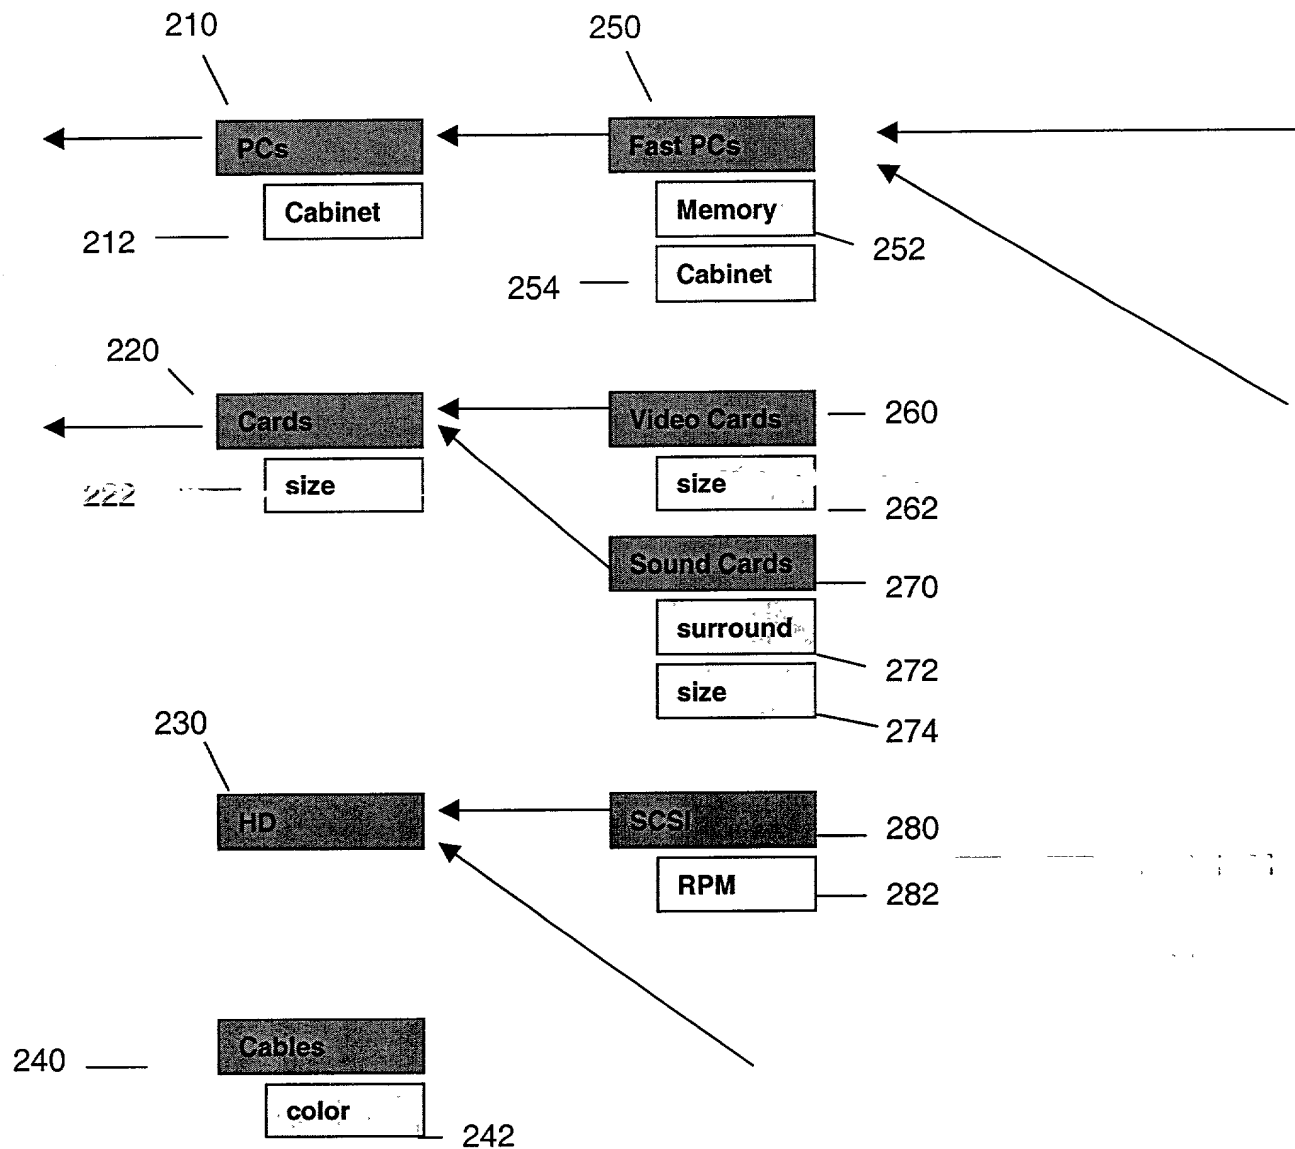 210
250
PCs
Fast PCs
Cabinet
Memory
212
252
Cabinet
254
220
Cards
Video Cards
260
size
size
222
262
Sound Cards
270
surround
272
size
274
230
HD
SCSI
280
RPM
282
Cables
240
color
242